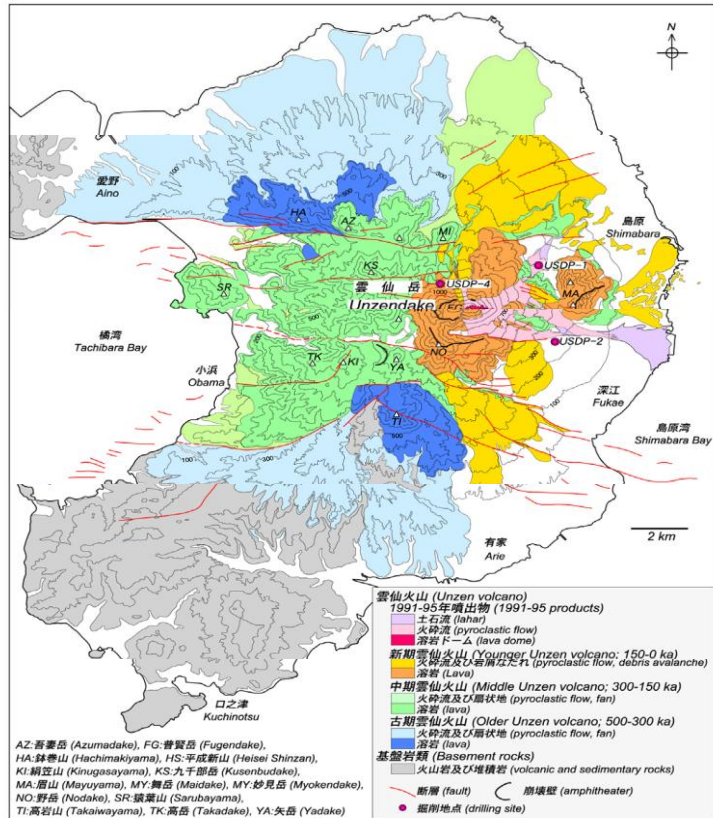 N
愛野
Aino
島原
Shimabara
HA
AZ
MI
USDP-1
KS
雲仙岳
USDP-4
1000
MA
SR
Unzendake
橘湾
Tachibara Bay
500
USDP-2
NO
小浜
Obama
TK
KI
YA
深江
Fukae
島原湾
Shimabara Bay
TI
100
300
有家
Arie
2 km
口之津
Kuchinotsu
雲仙火山 (Unzen volcano)
1991-95年噴出物 (1991-95 products)
土石流 (lahar)
火砕流 (pyroclastic flow)
溶岩ドーム (lava dome)
新期雲仙火山 (Younger Unzen volcano; 150-0 ka)
火砕流及び岩屑なだれ (pyroclastic flow, debris avalanche)
溶岩 (Lava)
中期雲仙火山 (Middle Unzen volcano; 300-150 ka)
火砕流及び扇状地 (pyroclastic flow, fan)
溶岩 (lava)
古期雲仙火山 (Older Unzen volcano; 500-300 ka)
火砕流及び扇状地 (pyroclastic flow, fan)
溶岩 (lava)
基盤岩類 (Basement rocks)
火山岩及び堆積岩 (volcanic and sedimentary rocks)
断層 (fault)
崩壊壁 (amphitheater)
掘削地点 (drilling site)
AZ:吾妻岳 (Azumadake), FG:普賢岳 (Fugendake),
HA:鉢巻山 (Hachimakiyama), HS:平成新山 (Heisei Shinzan),
KI:絹笠山 (Kinugasayama), KS:九千部岳 (Kusenbudake),
MA:眉山 (Mayuyama), MY:舞岳 (Maidake), MY:妙見岳 (Myokendake),
NO:野岳 (Nodake), SR:猿葉山 (Sarubayama),
TI:高岩山 (Takaiwayama), TK:高岳 (Takadake), YA:矢岳 (Yadake)